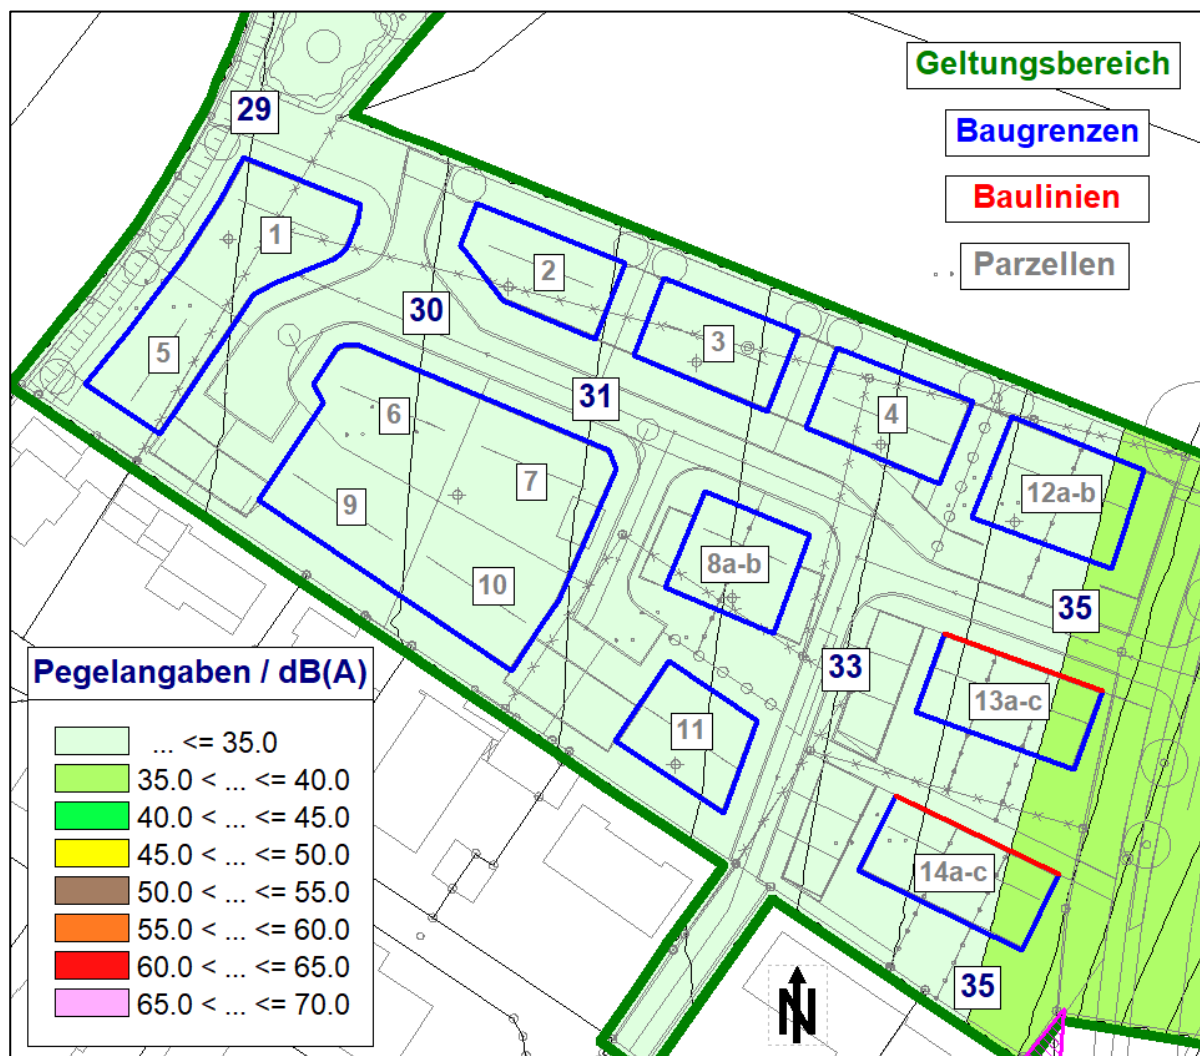 Geltungsbereich
29
Baugrenzen
Baulinien
1
Parzellen
2
30
3
5
31
6
4
7
12a-b
9
8a-b
10
35
33
Pegelangaben / dB(A)
13a-c
11
... <= 35.0
35.0 < ... <= 40.0
40.0 < ... <= 45.0
45.0 < ... <= 50.0
50.0 < ... <= 55.0
55.0 < ... <= 60.0
60.0 < ... <= 65.0
65.0 < ... <= 70.0
14a-c
35
N